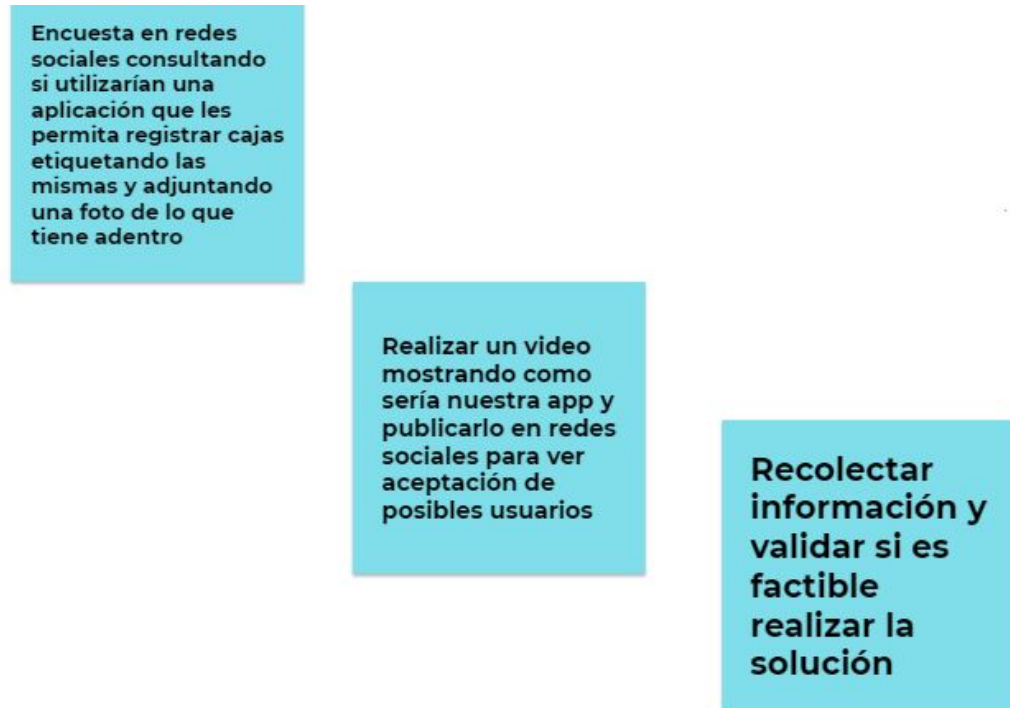 Encuesta en redes
sociales consultando
si utilizarían una
aplicación que les
permita registrar cajas
etiquetando las
mismas y adjuntando
una foto de lo que
tiene adentro
Realizar un video
mostrando como
sería nuestra app y
publicarlo en redes
sociales para ver
aceptación de
posibles usuarios
Recolectar
información y
validar si es
factible
realizar la
solución